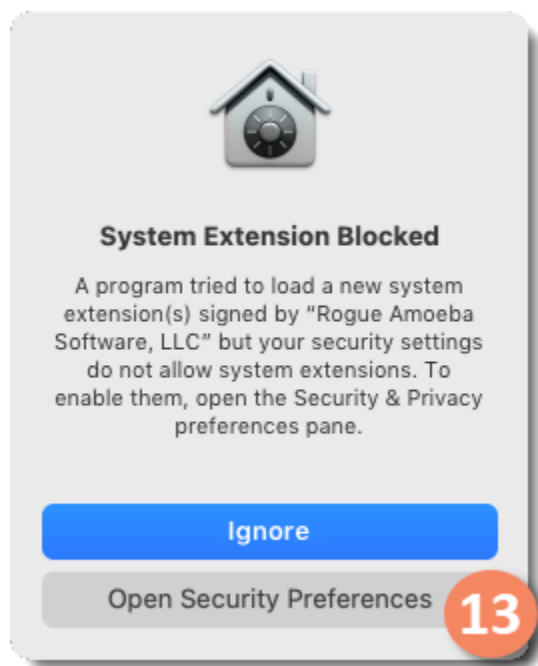 System Extension Blocked
A program tried to load a new system
extension(s) signed by “Rogue Amoeba
Software, LLC” but your security settings
do not allow system extensions. To
enable them, open the Security & Privacy
preferences pane.
Ignore
Open Security Preferences
13